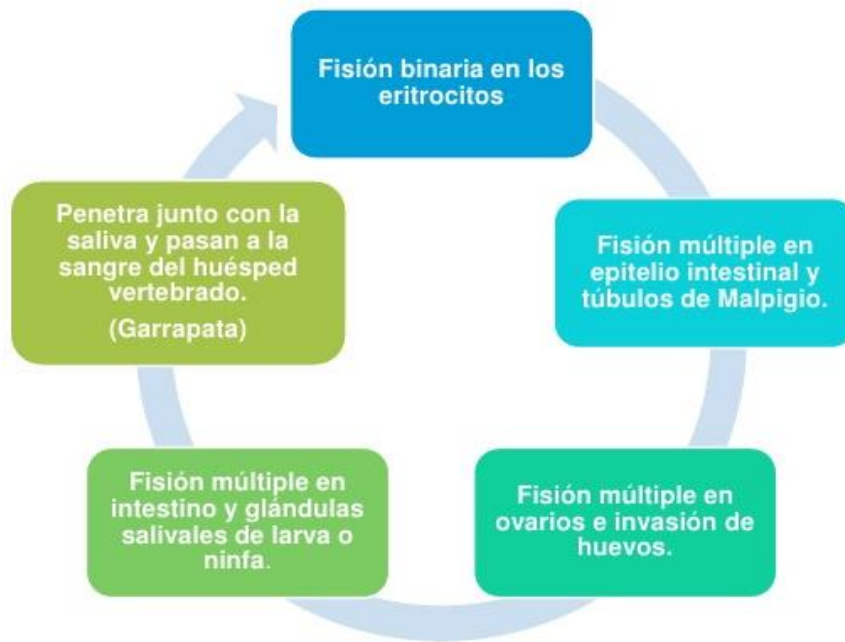 Fisión binaria en los
eritrocitos
Fisión múltiple en
epitelio intestinal y
túbulos de Malpigio.
Fisión múltiple en
ovarios e invasión de
huevos.
Fisión múltiple en
intestino y glándulas
salivales de larva o
ninfa.
Penetra junto con la
saliva y pasan a la
sangre del huésped
vertebrado.
(Garrapata)